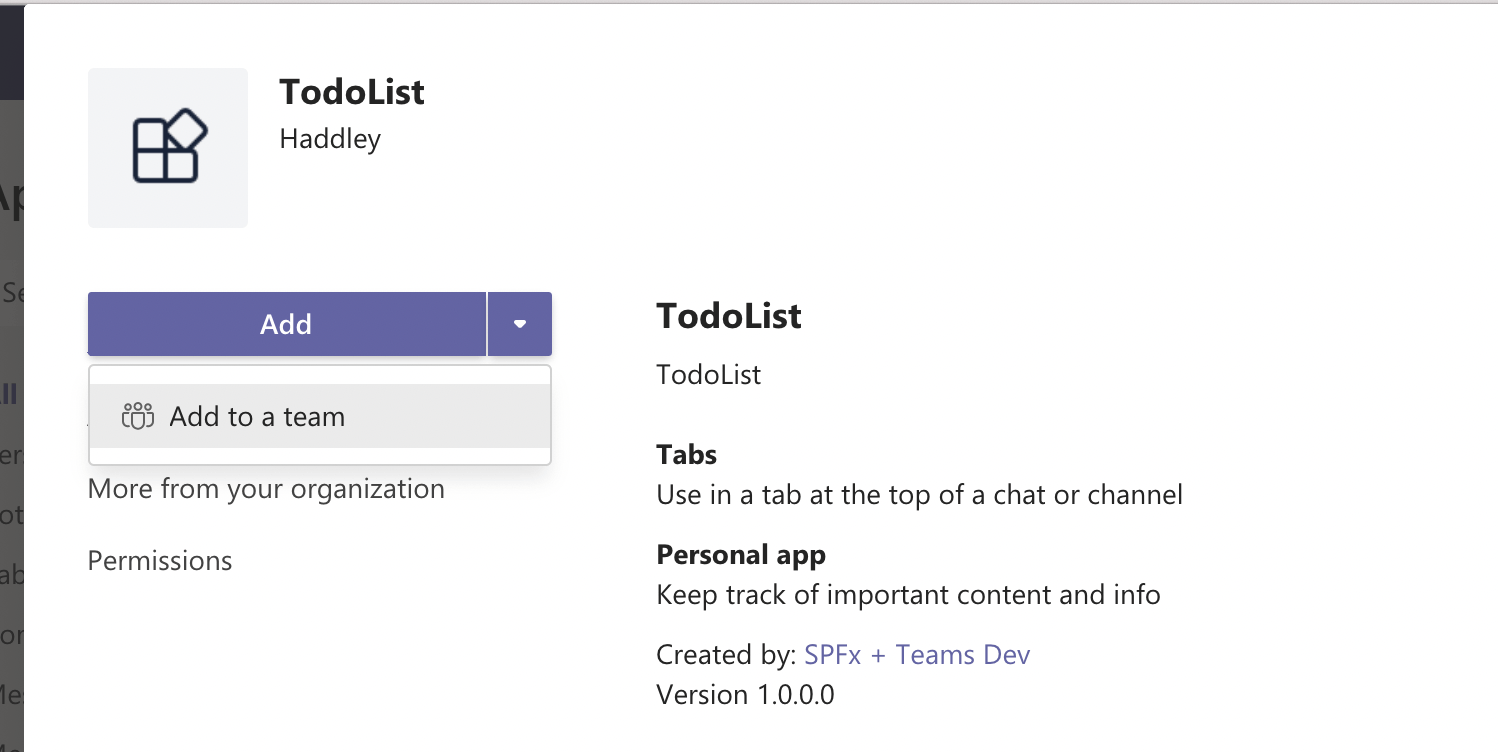 TodoList
Haddley
Add
Add to a team
More from your organization
Permissions
TodoList
TodoList
Tabs
Use in a tab at the top of a chat or channel
Personal app
Keep track of important content and info
Created by: SPFx + Teams Dev
Version 1.0.0.0